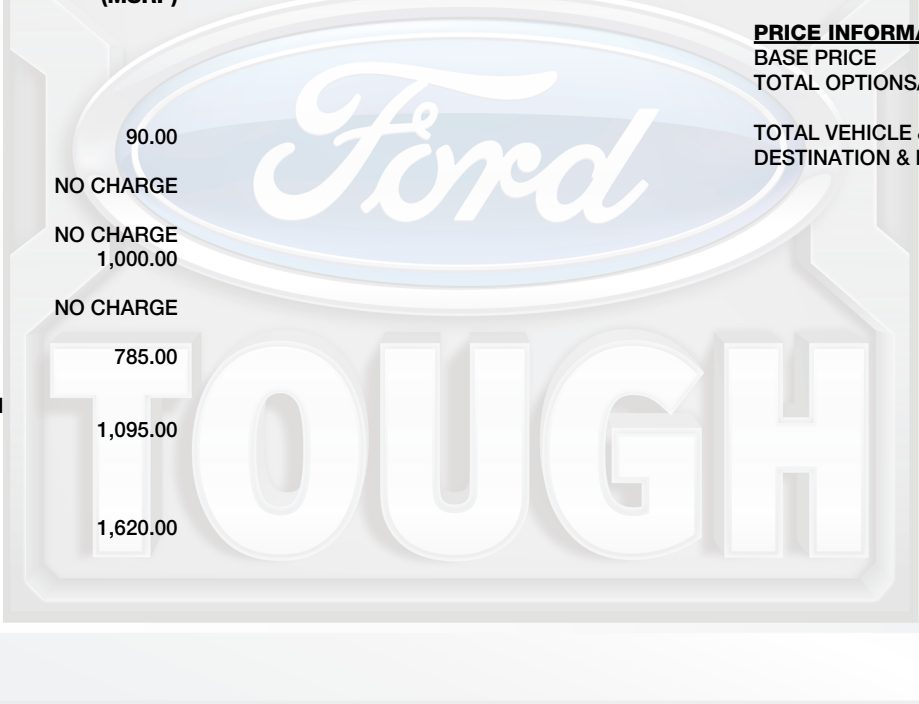 (MSRP)
90.00
NO CHARGE
NO CHARGE
1,000.00
NO CHARGE
785.00
1,095.00
1,620.00
PRICE INFORMA
BASE PRICE
TOTAL OPTIONS
TOTAL VEHICLE
DESTINATION &
Ford
TOUGH